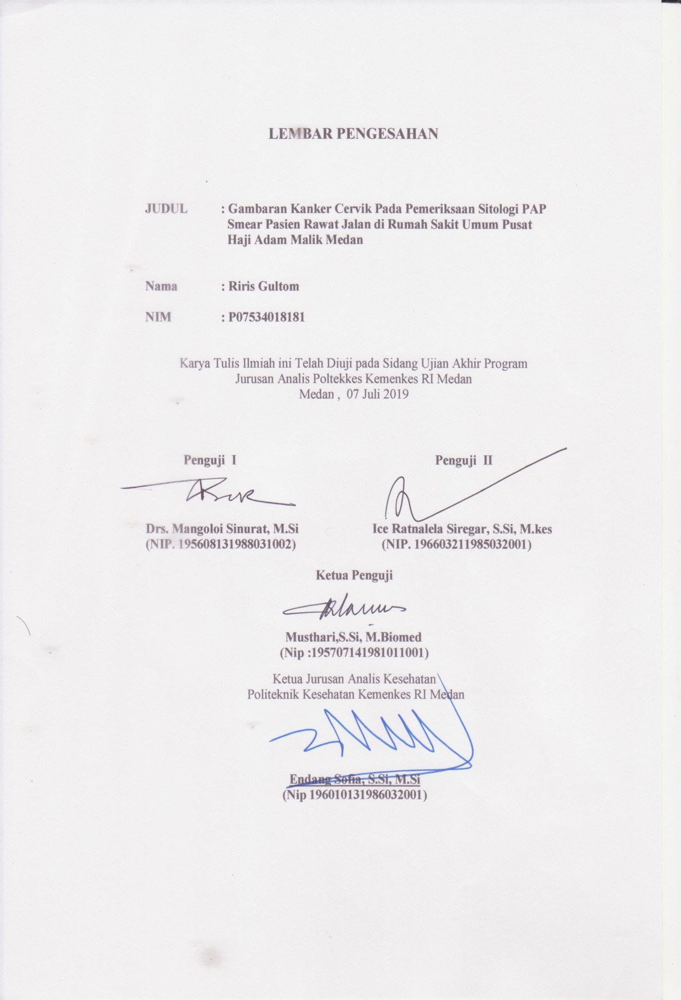 LEMBAR PENGESAHAN
JUDUL : Gambaran Kanker Cervik Pada Pemeriksaan Sitologi PAP
Smear Pasien Rawat Jalan di Rumah Sakit Umum Pusat
Haji Adam Malik Medan
Nama : Riris Gultom
NIM : P07534018181
Karya Tulis Ilmiah ini Telah Diuji pada Sidang Ujian Akhir Program
Jurusan Analis Poltekkes Kemenkes RI Medan
Medan , 07 Juli 2019
Penguji I Penguji II
Drs. Mangoloi Sinurat, M.Si Ice Ratnalela Siregar, S.Si, M.kes
(NIP. 195608131988031002) (NIP. 196603211985032001)
Ketua Penguji
Musthari,S.Si, M.Biomed
(Nip :195707141981011001)
Ketua Jurusan Analis Kesehatan
Politeknik Kesehatan Kemenkes RI Medan
Endang Sofia, S.Si, M.Si
(Nip 196010131986032001)